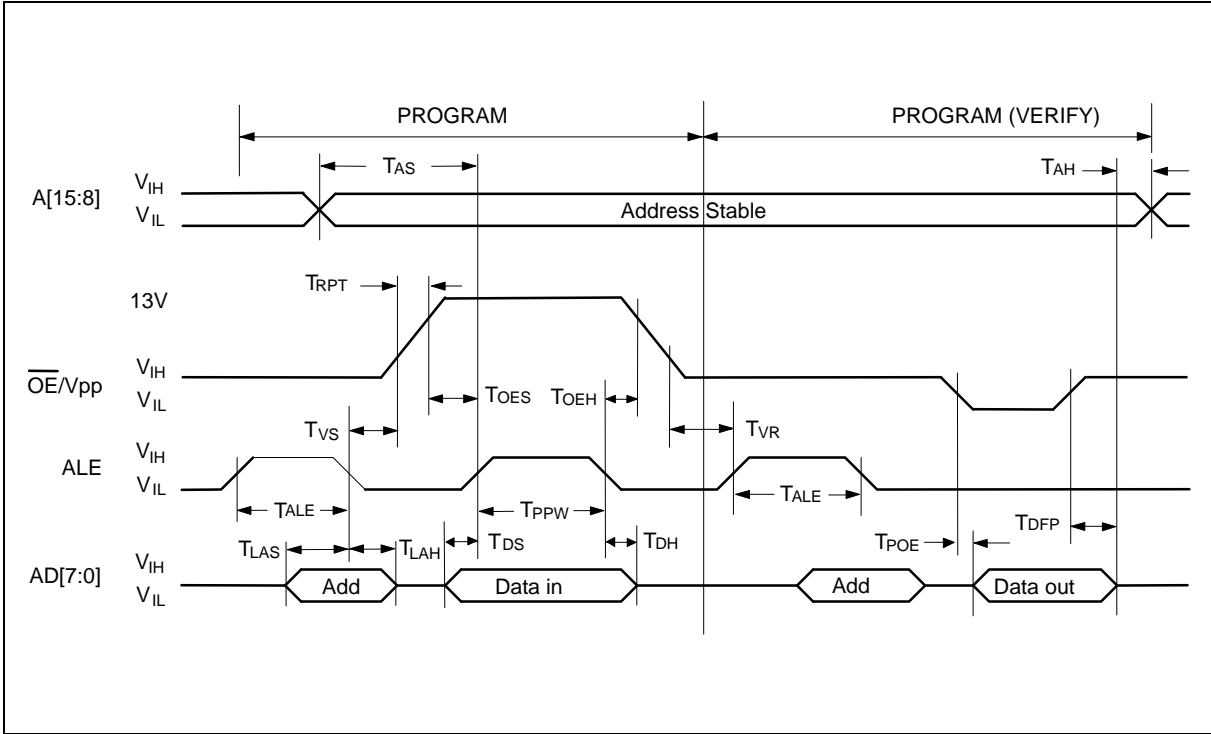 PROGRAM PROGRAM (VERIFY)
TAS TAH
A[15:8] VIH
VIL
Address Stable
TRPT
13V
OE/Vpp VIH
VIL
TOES TOEH
TVS TVR
ALE VIH
VIL
TALE TPPW TALE
TLAS TLAH TDS TDH TPOE TDFP
AD[7:0] VIH
VIL
Add Data in Add Data out